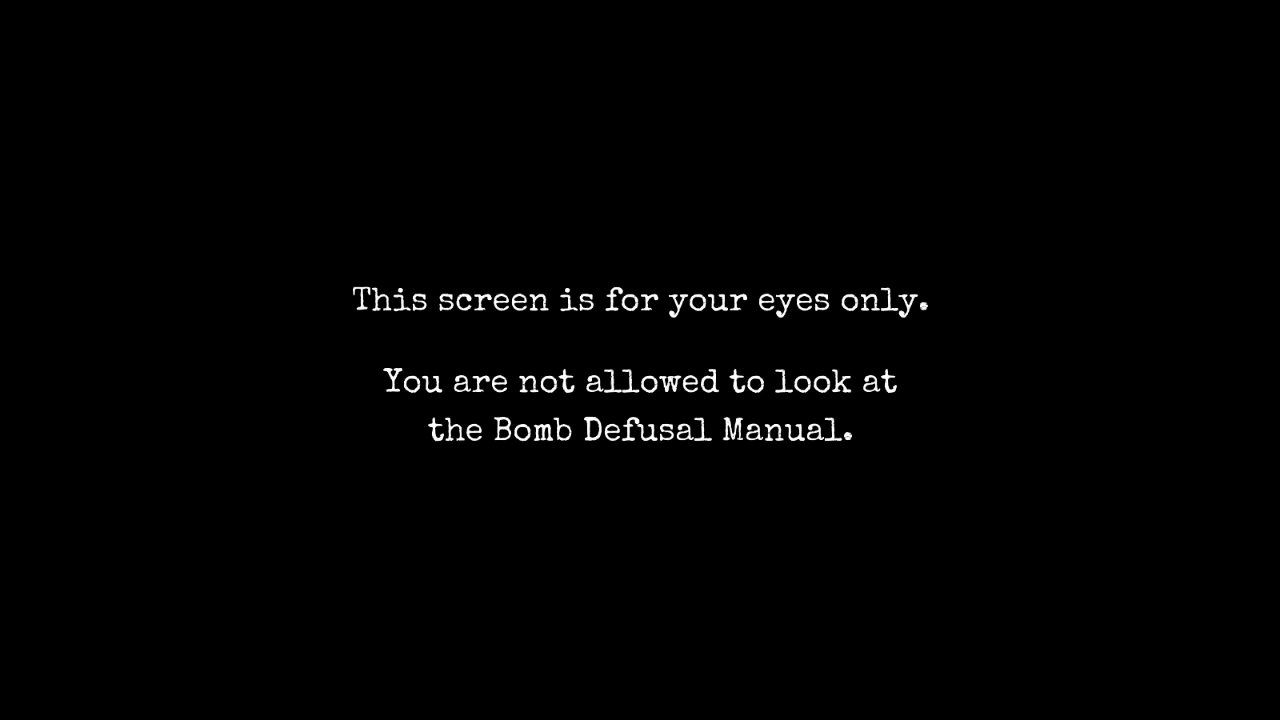 This screen is for your eyes only.
You are not allowed to look at
the Bomb Defusal Manual.